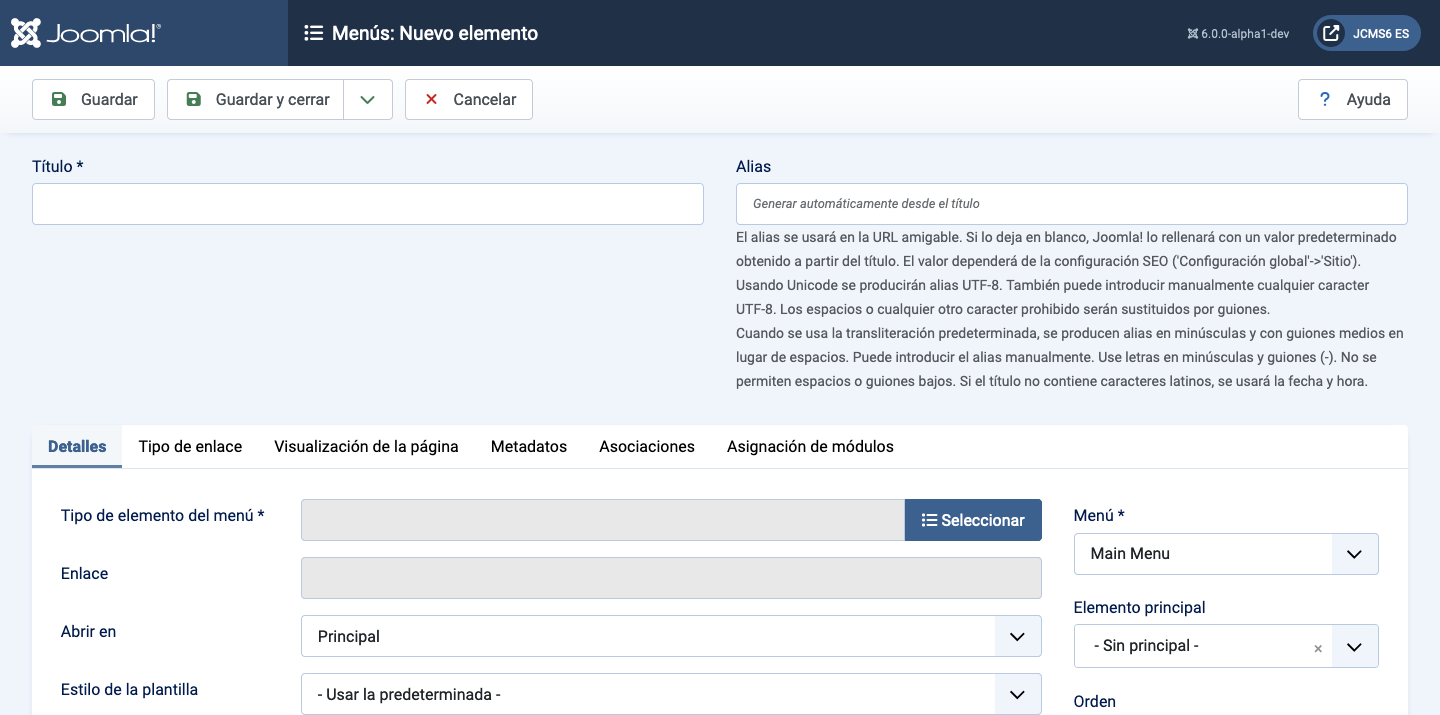 Joomla!®
Menús: Nuevo elemento
6.0.0-alpha1-dev
JCMS6 ES
Guardar
Guardar y cerrar
Cancelar
? Ayuda
Título *
Alias
Generar automáticamente desde el título
El alias se usará en la URL amigable. Si lo deja en blanco, Joomla! lo rellenará con un valor predeterminado
obtenido a partir del título. El valor dependerá de la configuración SEO ('Configuración global'->'Sitio').
Usando Unicode se producirán alias UTF-8. También puede introducir manualmente cualquier caracter
UTF-8. Los espacios o cualquier otro caracter prohibido serán sustituidos por guiones.
Cuando se usa la transliteración predeterminada, se producen alias en minúsculas y con guiones medios en
lugar de espacios. Puede introducir el alias manualmente. Use letras en minúsculas y guiones (-). No se
permiten espacios o guiones bajos. Si el título no contiene caracteres latinos, se usará la fecha y hora.
Detalles
Tipo de enlace
Visualización de la página
Metadatos
Asociaciones
Asignación de módulos
Tipo de elemento del menú *
Seleccionar
Enlace
Abrir en
Principal
Estilo de la plantilla
- Usar la predeterminada -
Menú *
Main Menu
Elemento principal
- Sin principal - ×
Orden